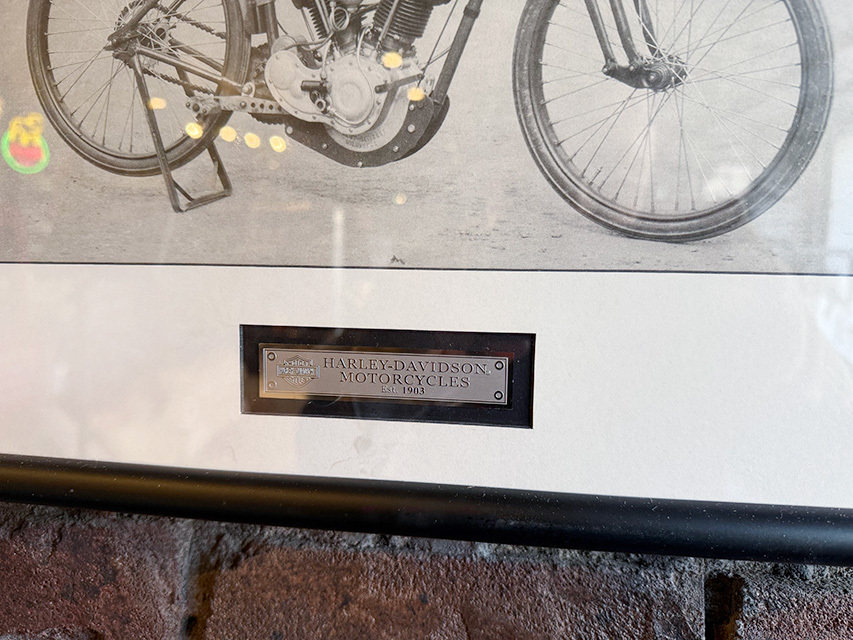 HARLEY-DAVIDSON.
MOTORCYCLES
Est. 1903